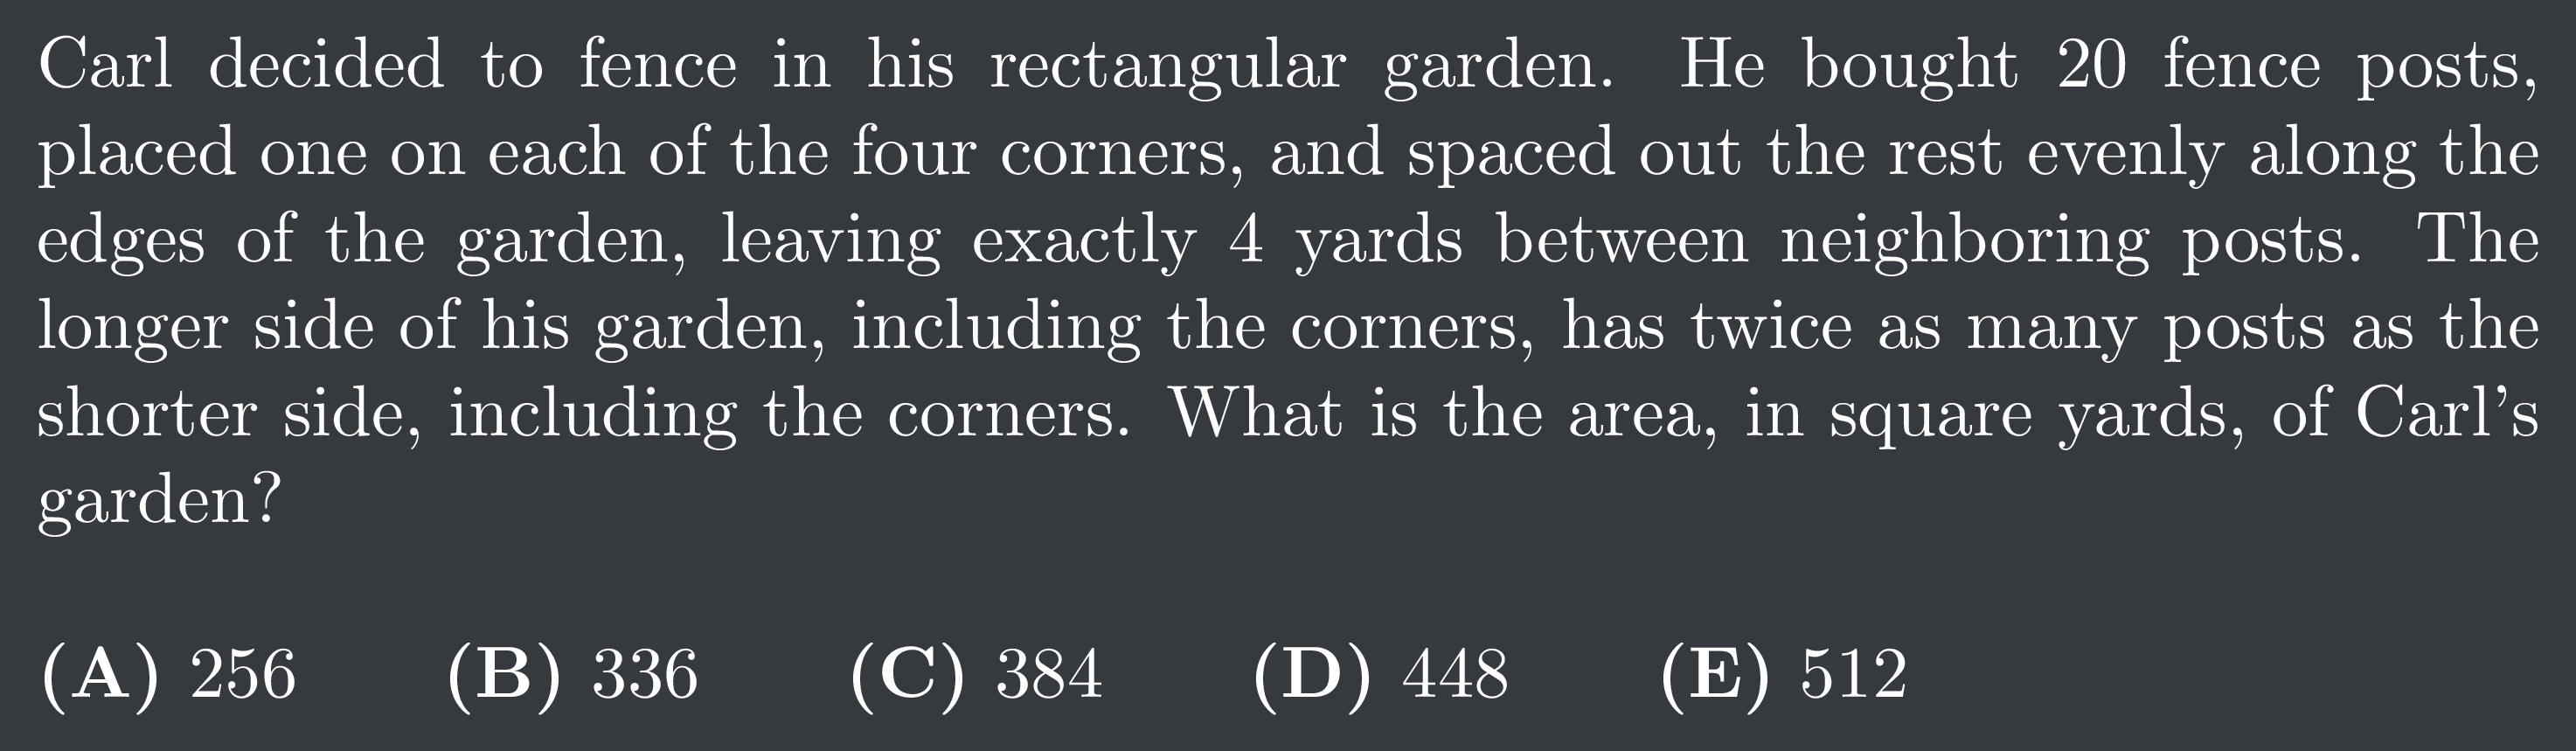 Carl decided to fence in his rectangular garden. He bought 20 fence posts,
placed one on each of the four corners, and spaced out the rest evenly along the
edges of the garden, leaving exactly 4 yards between neighboring posts. The
longer side of his garden, including the corners, has twice as many posts as the
shorter side, including the corners. What is the area, in square yards, of Carl's
garden?
(A) 256 (B) 336 (C) 384 (D) 448 (E) 512